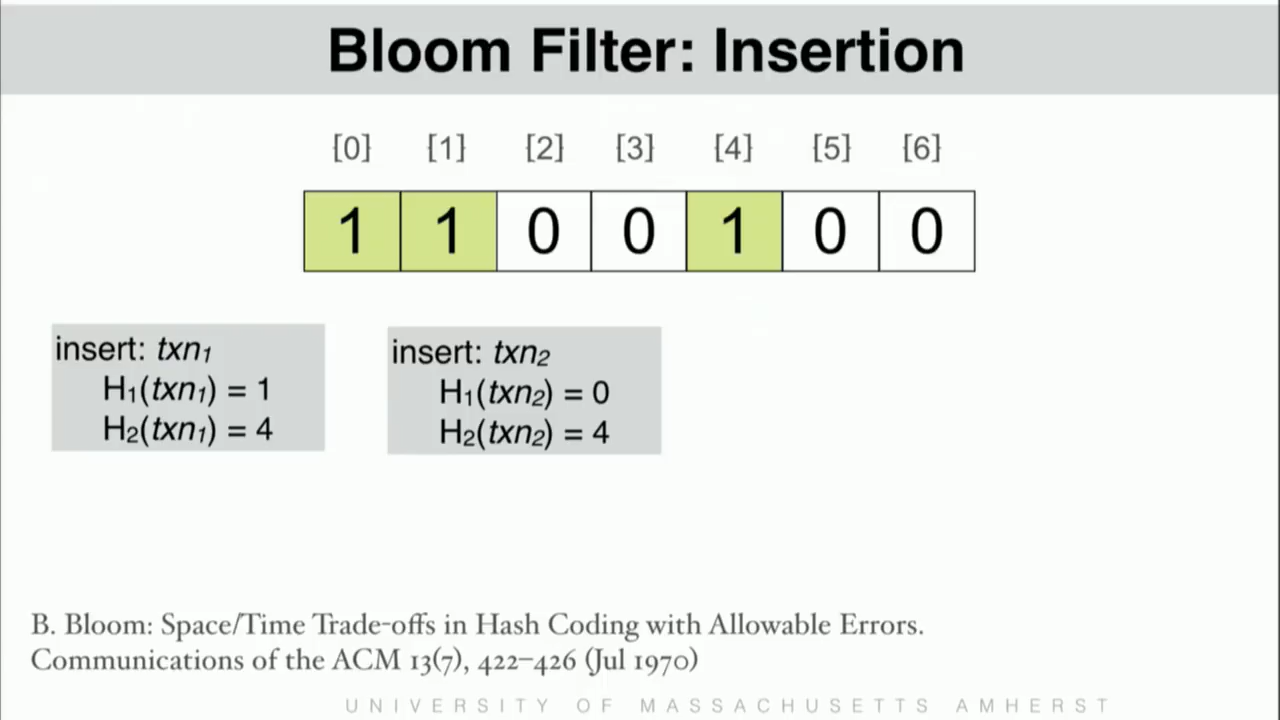 Bloom Filter: Insertion
[0] [1] [2] [3] [4] [5] [6]
1 1 0 0 1 0 0
insert: txn₁
H₁(txn₁) = 1
H₂(txn₁) = 4
insert: txn₂
H₁(txn₂) = 0
H₂(txn₂) = 4
B. Bloom: Space/Time Trade-offs in Hash Coding with Allowable Errors.
Communications of the ACM 13(7), 422–426 (Jul 1970)
UNIVERSITY OF MASSACHUSETTS AMHERST